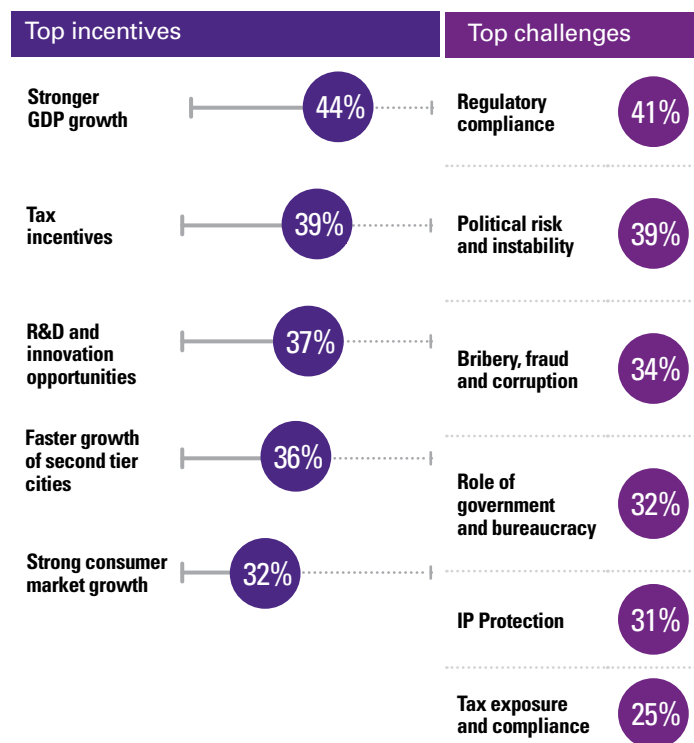 Top incentives
Stronger
GDP growth
44%
Tax
incentives
39%
R&D and
innovation
opportunities
37%
Faster growth
of second tier
cities
36%
Strong consumer
market growth
32%
Top challenges
Regulatory
compliance
41%
Political risk
and instability
39%
Bribery, fraud
and corruption
34%
Role of
government
and bureaucracy
32%
IP Protection
31%
Tax exposure
and compliance
25%